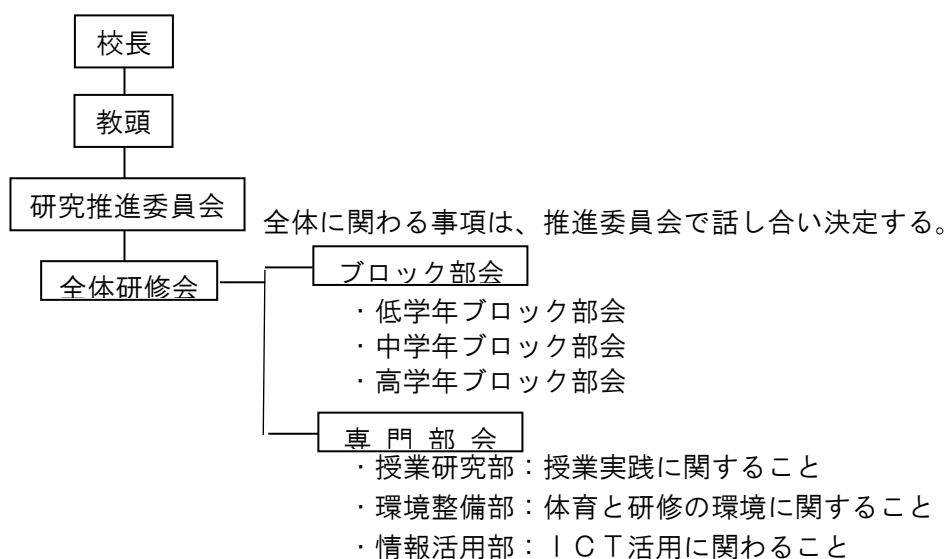 校長
教頭
研究推進委員会
全体に関わる事項は、推進委員会で話し合い決定する。
全体研修会
ブロック部会
・低学年ブロック部会
・中学年ブロック部会
・高学年ブロック部会
専 門 部 会
・授業研究部：授業実践に関すること
・環境整備部：体育と研修の環境に関すること
・情報活用部：ＩＣＴ活用に関わること